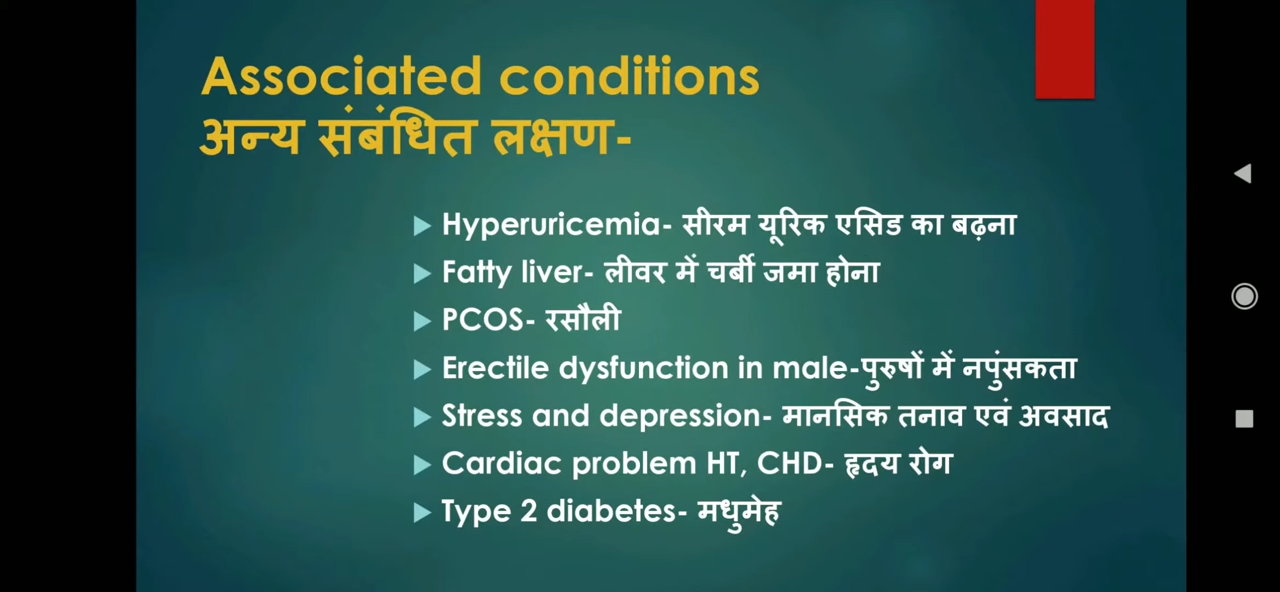 Associated conditions
अन्य संबंधित लक्षण-
Hyperuricemia- सीरम यूरिक एसिड का बढ़ना
Fatty liver- लीवर में चर्बी जमा होना
PCOS- रसौली
Erectile dysfunction in male-पुरुषों में नपुंसकता
Stress and depression- मानसिक तनाव एवं अवसाद
Cardiac problem HT, CHD- हृदय रोग
Type 2 diabetes- मधुमेह